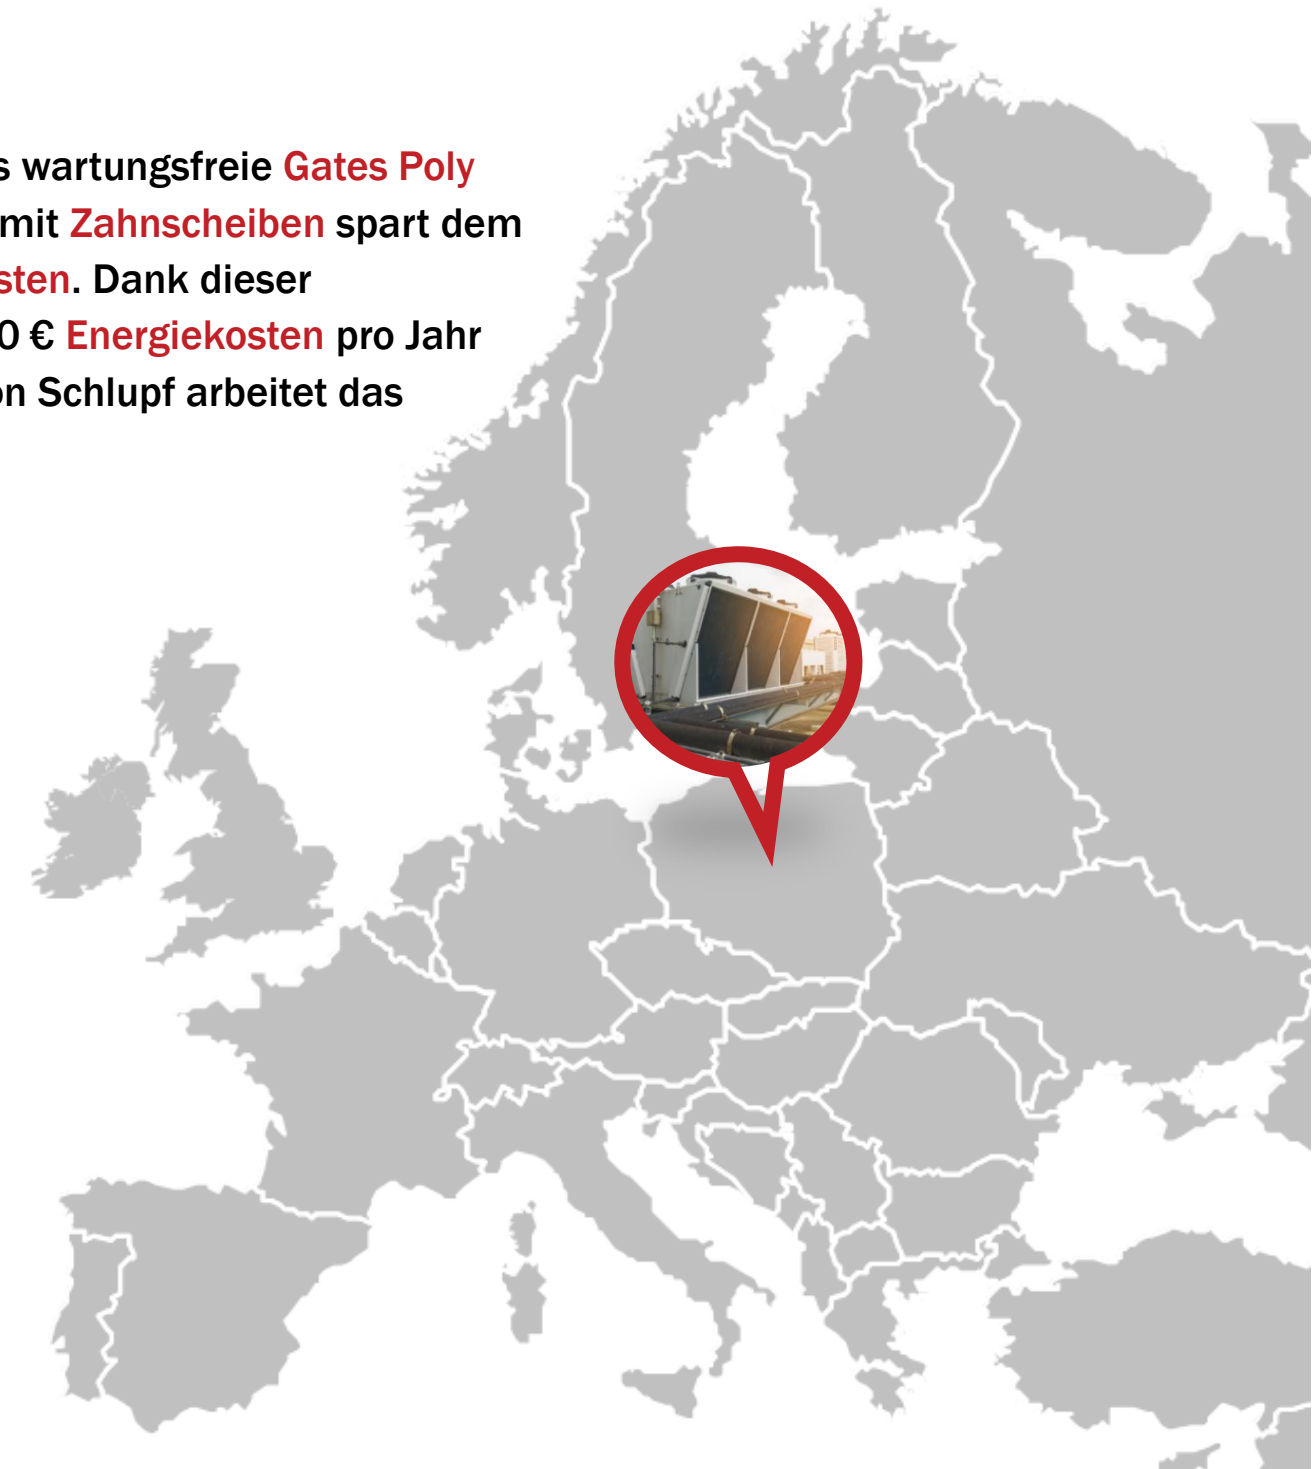 s wartungsfreie Gates Poly
mit Zahnscheiben spart dem
sten. Dank dieser
0 € Energiekosten pro Jahr
on Schlupf arbeitet das